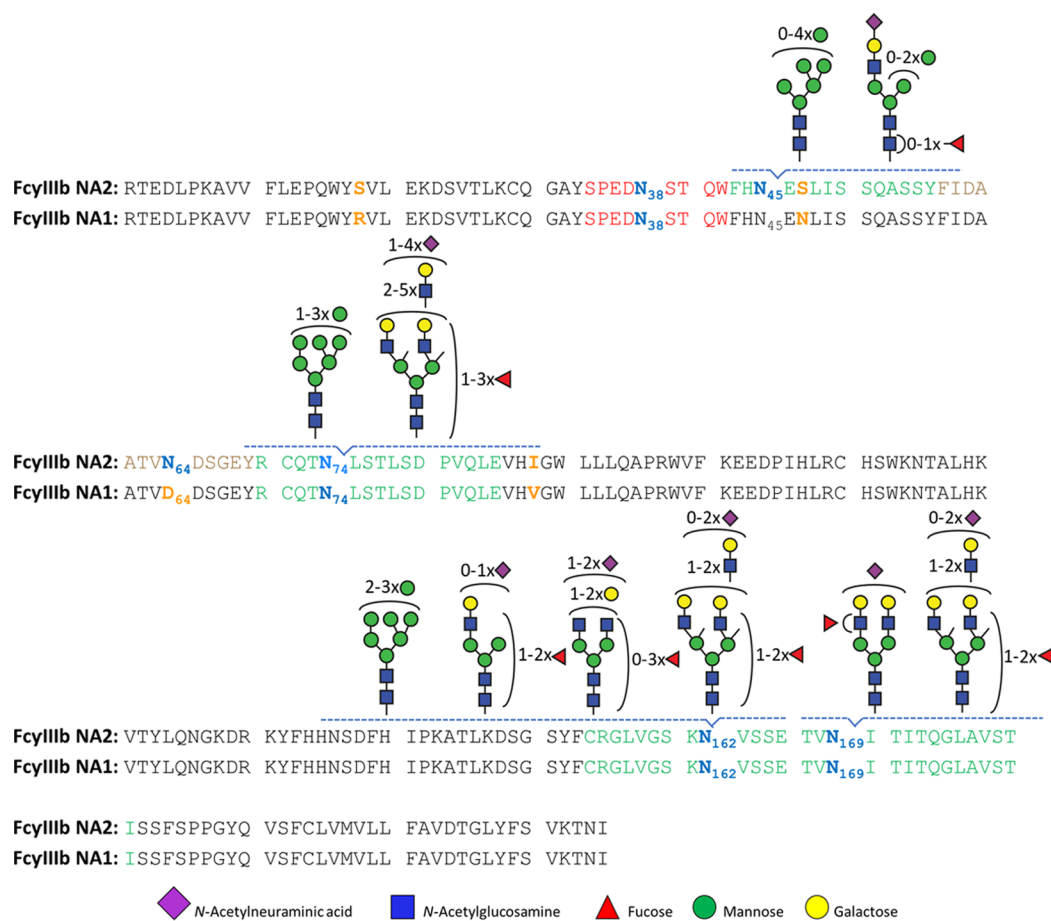 0-4x
0-2x
0-1x
FcγIIIb NA2: RTEDLPKAVV FLEPQWYSVL EKDSVTLKCQ GAYSPEDN38ST QWFHN45ESLIS SQASSYFIDA
FcγIIIb NA1: RTEDLPKAVV FLEPQWYRVL EKDSVTLKCQ GAYSPEDN38ST QWFHN45ENLIS SQASSYFIDA
1-4x
2-5x
1-3x
1-3x
FcγIIIb NA2: ATVN64DSGEYR CQTN74LSTLSD PVQLEVHIGW LLLQAPRWVF KEEDPIHLRC HSWKNTALHK
FcγIIIb NA1: ATVD64DSGEYR CQTN74LSTLSD PVQLEVHVGW LLLQAPRWVF KEEDPIHLRC HSWKNTALHK
0-2x 0-2x
0-1x 1-2x 1-2x 1-2x
2-3x 1-2x
1-2x 0-3x 1-2x 1-2x
FcγIIIb NA2: VTYLQNGKDR KYFHHNSDFH IPKATLKDSG SYFCRGLVGS KN162VSSE TVN169I TITQGLAVST
FcγIIIb NA1: VTYLQNGKDR KYFHHNSDFH IPKATLKDSG SYFCRGLVGS KN162VSSE TVN169I TITQGLAVST
FcγIIIb NA2: ISSFSPPGYQ VSFCLVMVLL FAVDTGLYFS VKTNI
FcγIIIb NA1: ISSFSPPGYQ VSFCLVMVLL FAVDTGLYFS VKTNI
N-Acetylneuraminic acid N-Acetylglucosamine Fucose Mannose Galactose